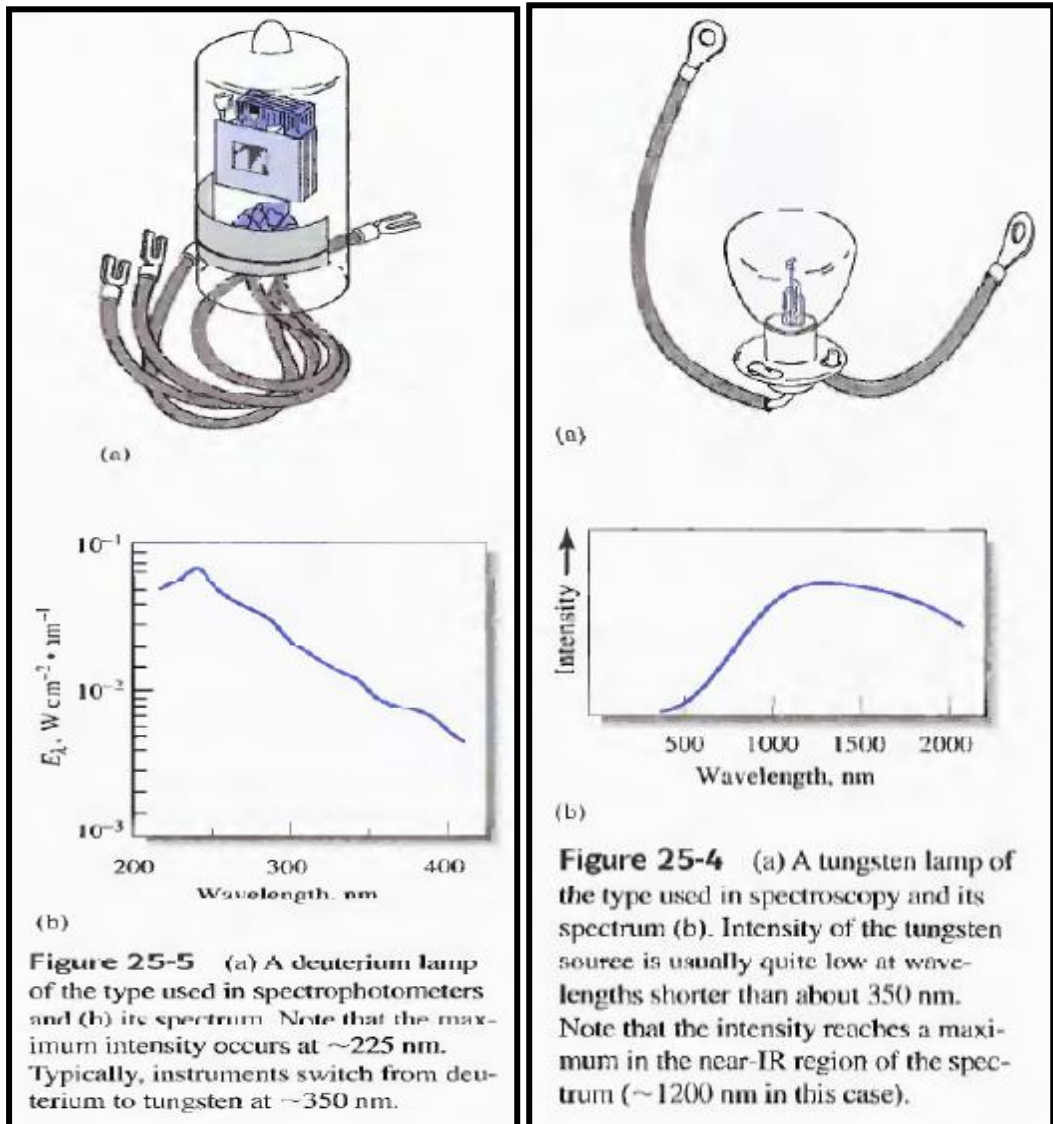 (a)
10⁻¹
10⁻²
10⁻³
E_λ, W cm⁻² • nm⁻¹
200 300 400
Wavelength, nm
(b)
Figure 25-5 (a) A deuterium lamp
of the type used in spectrophotometers
and (b) its spectrum. Note that the max-
imum intensity occurs at ~225 nm.
Typically, instruments switch from deu-
terium to tungsten at ~350 nm.
(a)
Intensity
500 1000 1500 2000
Wavelength, nm
(b)
Figure 25-4 (a) A tungsten lamp of
the type used in spectroscopy and its
spectrum (b). Intensity of the tungsten
source is usually quite low at wave-
lengths shorter than about 350 nm.
Note that the intensity reaches a maxi-
mum in the near-IR region of the spec-
trum (~1200 nm in this case).